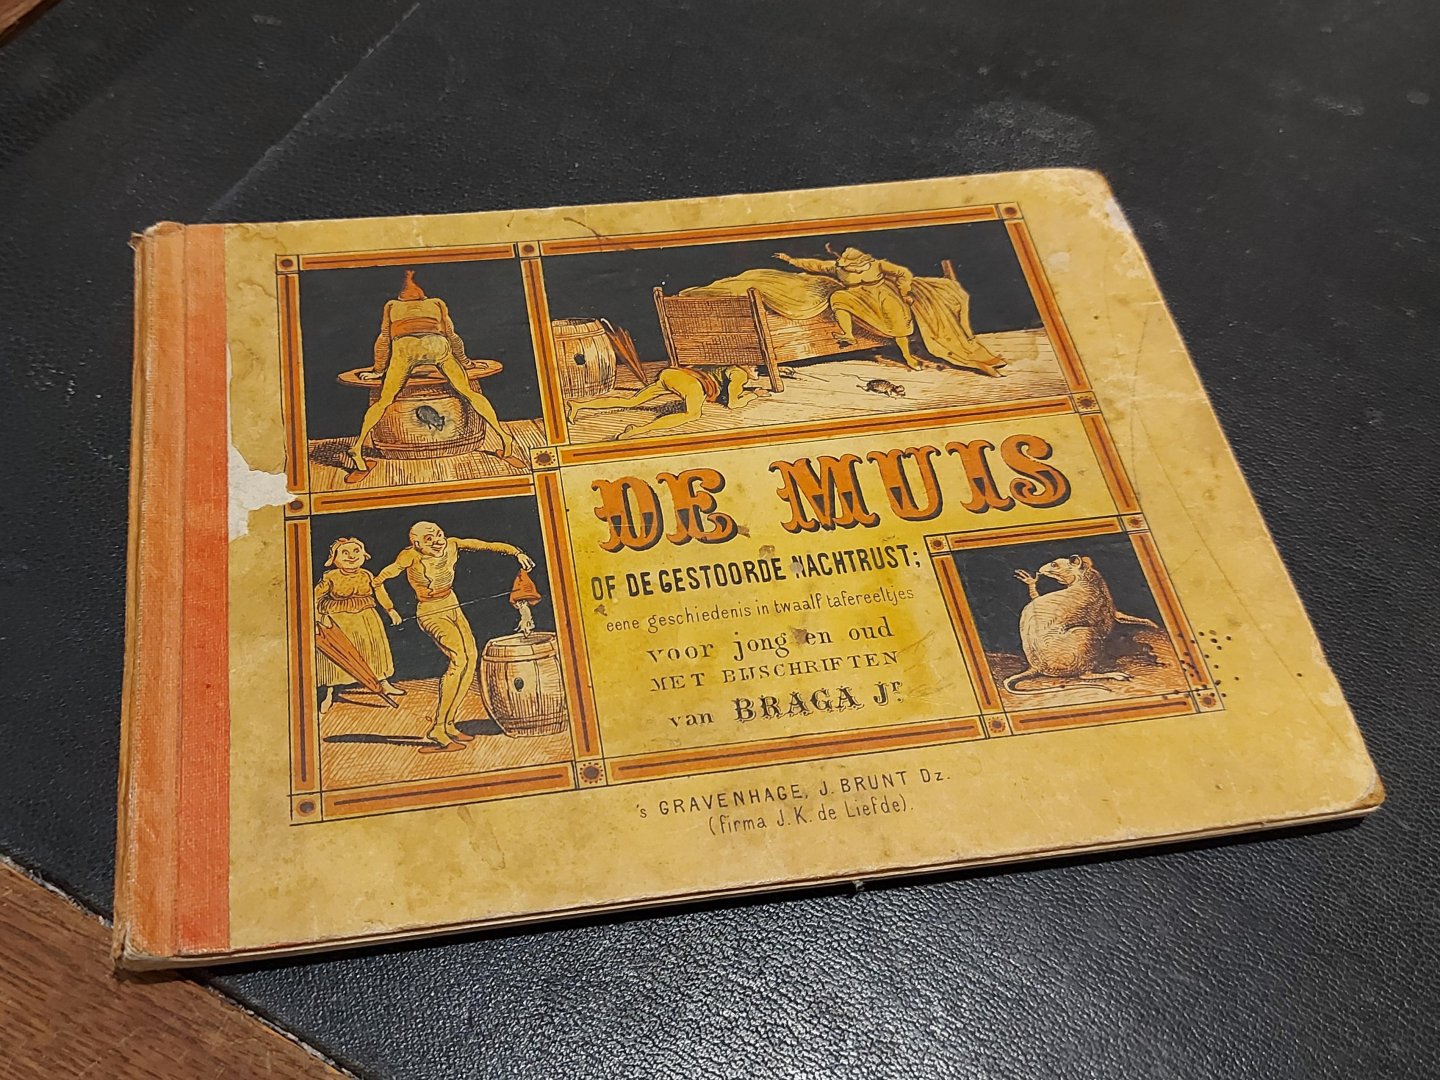 DE MUIS
OF DE GESTOORDE NACHTRUST;
eene geschiedenis in twaalf tafereeltjes
voor jong en oud
MET BIJSCHRIFTEN
van BRAGA Jr.
's GRAVENHAGE, J. BRUNT Dz.
(firma J. K. de Liefde).